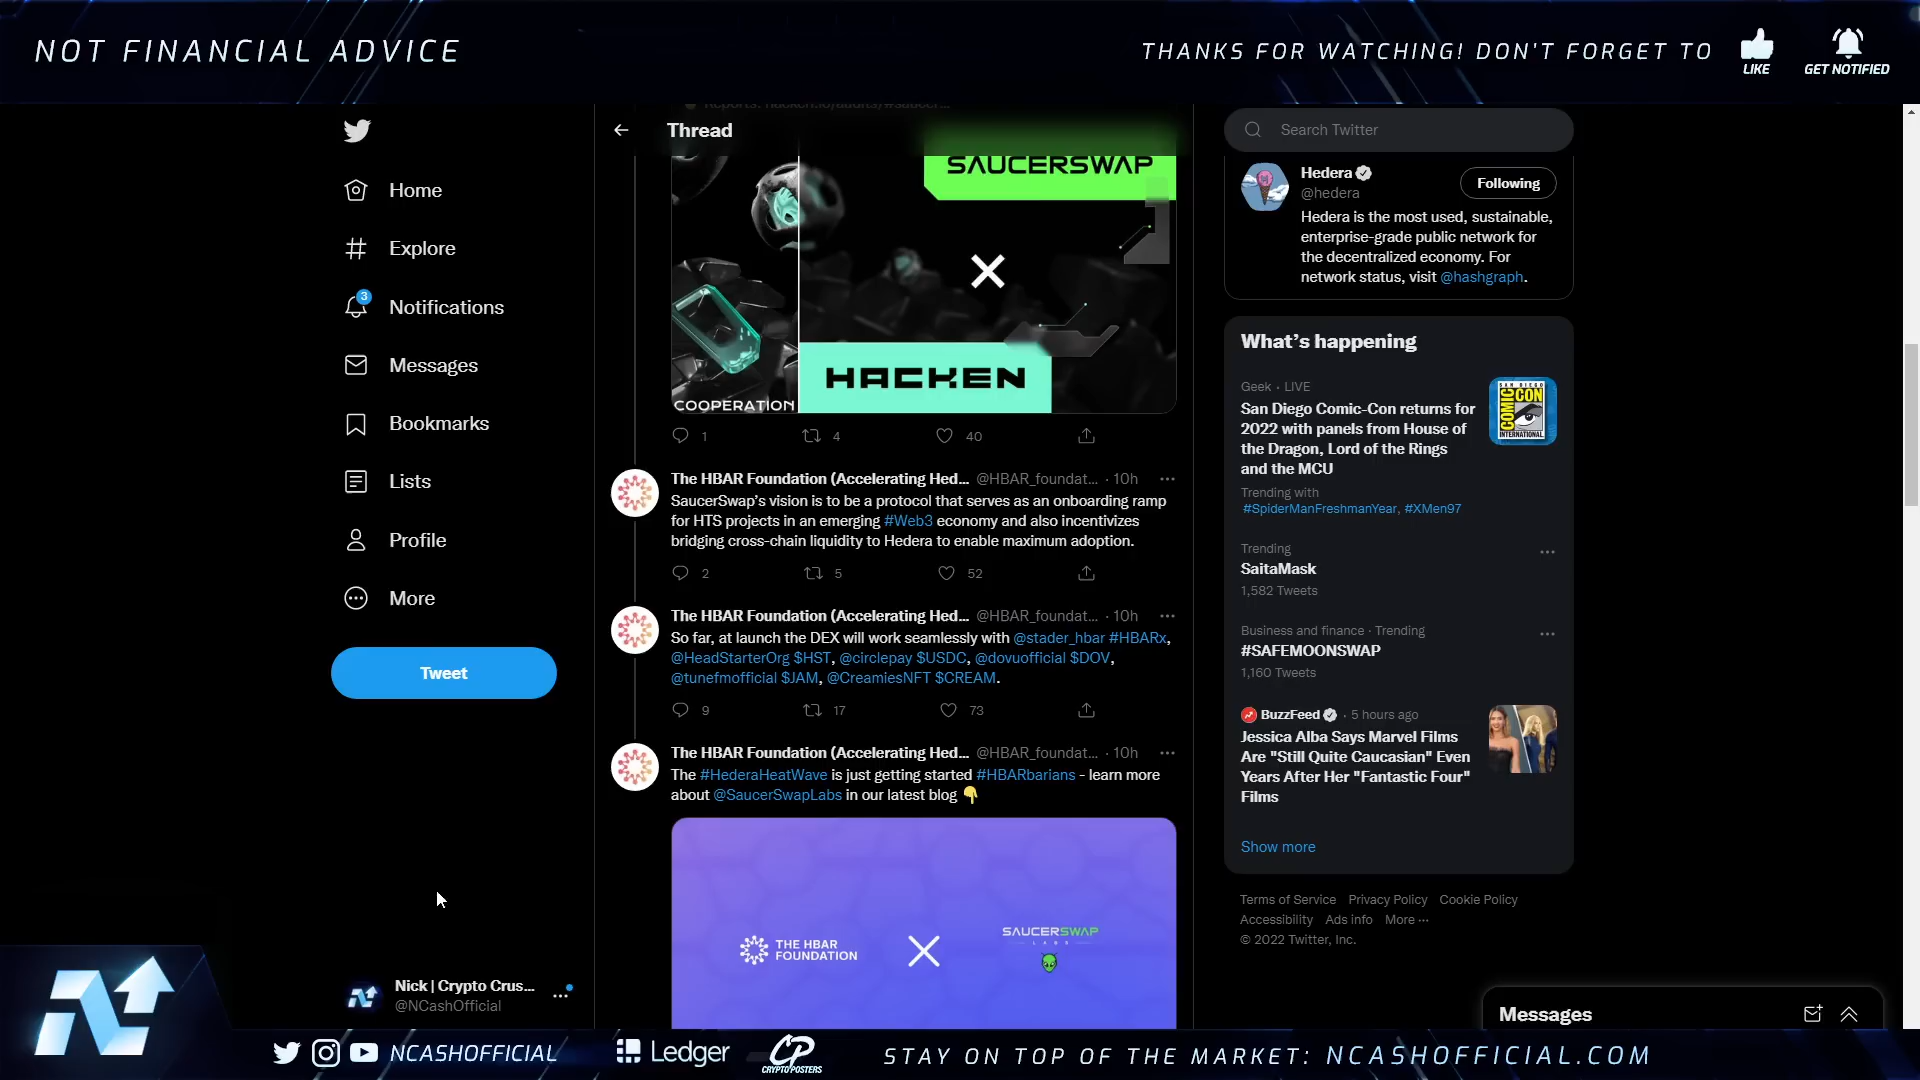 NOT FINANCIAL ADVICE
THANKS FOR WATCHING! DON'T FORGET TO
LIKE
GET NOTIFIED
Home
Explore
3
Notifications
Messages
Bookmarks
Lists
Profile
More
Tweet
Nick | Crypto Crus...
@NCashOfficial
Thread
SAUCERSWAP
HACKEN
COOPERATION
1
4
40
The HBAR Foundation (Accelerating Hed... @HBAR_foundat... · 10h
SaucerSwap's vision is to be a protocol that serves as an onboarding ramp
for HTS projects in an emerging #Web3 economy and also incentivizes
bridging cross-chain liquidity to Hedera to enable maximum adoption.
2
5
52
The HBAR Foundation (Accelerating Hed... @HBAR_foundat... · 10h
So far, at launch the DEX will work seamlessly with @stader_hbar #HBARx,
@HeadStarterOrg $HST, @circlepay $USDC, @dovuofficial $DOV,
@tunefmofficial $JAM, @CreamiesNFT $CREAM.
9
17
73
The HBAR Foundation (Accelerating Hed... @HBAR_foundat... · 10h
The #HederaHeatWave is just getting started #HBARbarians - learn more
about @SaucerSwapLabs in our latest blog 👇
THE HBAR
FOUNDATION
SAUCERSWAP
LABS
Search Twitter
Hedera
@hedera
Following
Hedera is the most used, sustainable,
enterprise-grade public network for
the decentralized economy. For
network status, visit @hashgraph.
What's happening
Geek · LIVE
San Diego Comic-Con returns for
2022 with panels from House of
the Dragon, Lord of the Rings
and the MCU
Trending with
#SpiderManFreshmanYear, #XMen97
SAN DIEGO
COMIC
CON
INTERNATIONAL
Trending
SaitaMask
1,582 Tweets
Business and finance · Trending
#SAFEMOONSWAP
1,160 Tweets
BuzzFeed · 5 hours ago
Jessica Alba Says Marvel Films
Are "Still Quite Caucasian" Even
Years After Her "Fantastic Four"
Films
Show more
Terms of Service Privacy Policy Cookie Policy
Accessibility Ads info More ···
© 2022 Twitter, Inc.
Messages
NCASHOFFICIAL
Ledger
CP
CRYPTOPOSTERS
STAY ON TOP OF THE MARKET: NCASHOFFICIAL.COM